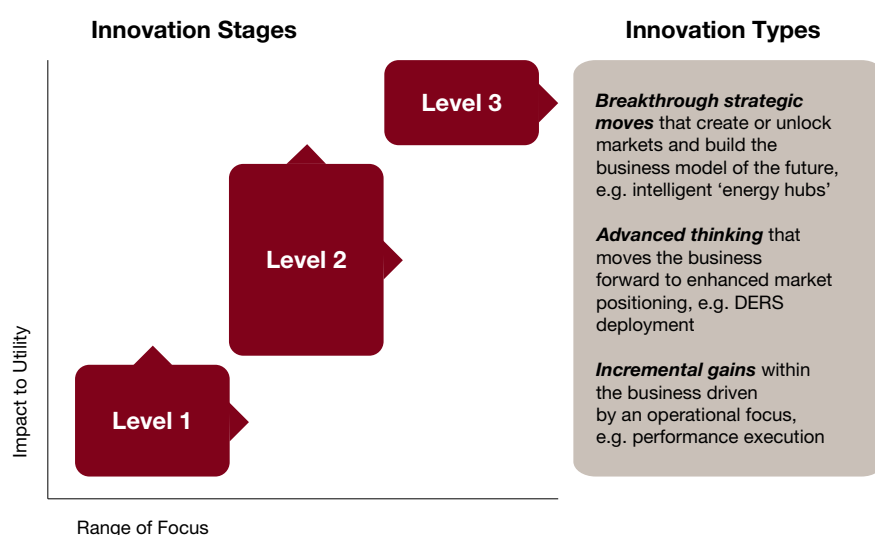 Innovation Stages
Innovation Types
Level 3
Breakthrough strategic
moves that create or unlock
markets and build the
business model of the future,
e.g. intelligent ‘energy hubs’
Level 2
Advanced thinking that
moves the business
forward to enhanced market
positioning, e.g. DERS
deployment
Level 1
Incremental gains within
the business driven
by an operational focus,
e.g. performance execution
Impact to Utility
Range of Focus